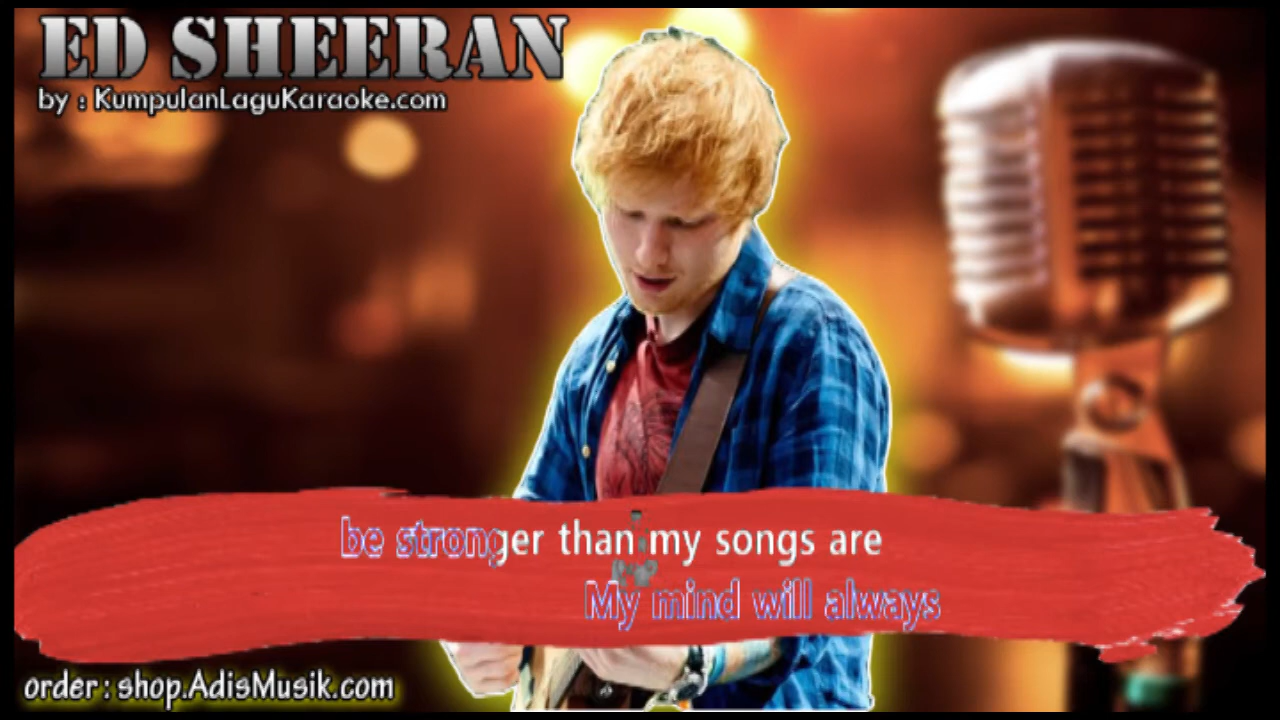 ED SHEERAN
by : KumpulanLaguKaraoke.com
be stronger than my songs are
My mind will always
order : shop.AdisMusik.com